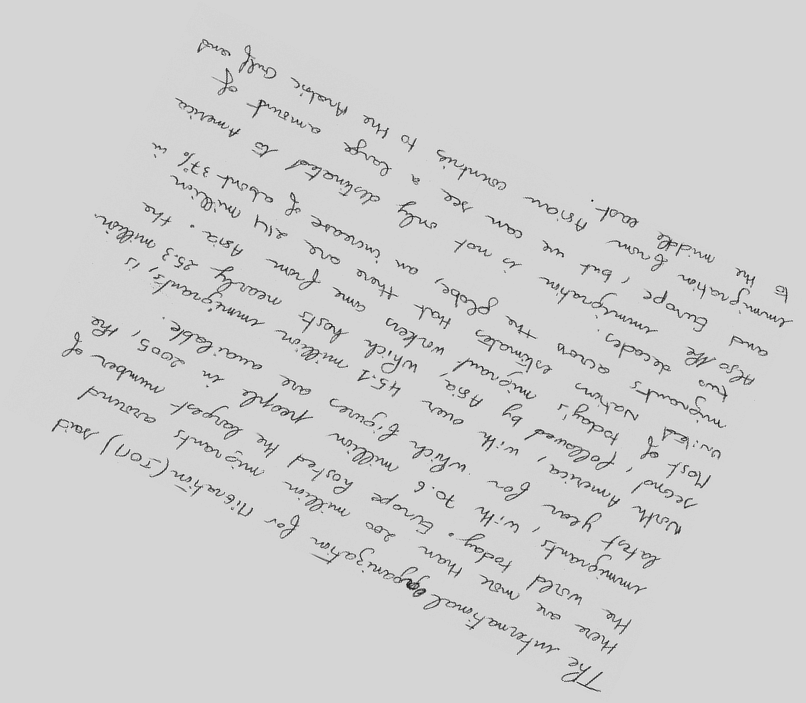 The international Organization for Migration (IOM) said
there are more than 200 million migrants around
the world today. Europe hosted the largest number of
immigrants, with 70.6 million people in 2005, the
latest year for which figures are available.
North America, with over 45.1 million immigrants, is
second, followed by Asia, which hosts nearly 25.3 million.
Most of today's migrant workers come from Asia. the
United Nations estimates that there are 214 million
migrants across the globe, an increase of about 37% in
two decades.
Also the immigration is not only destinated to America
and Europe, but we can see a large amount of
immigration from Asian countries to the Arabic Gulf and
to the middle east.